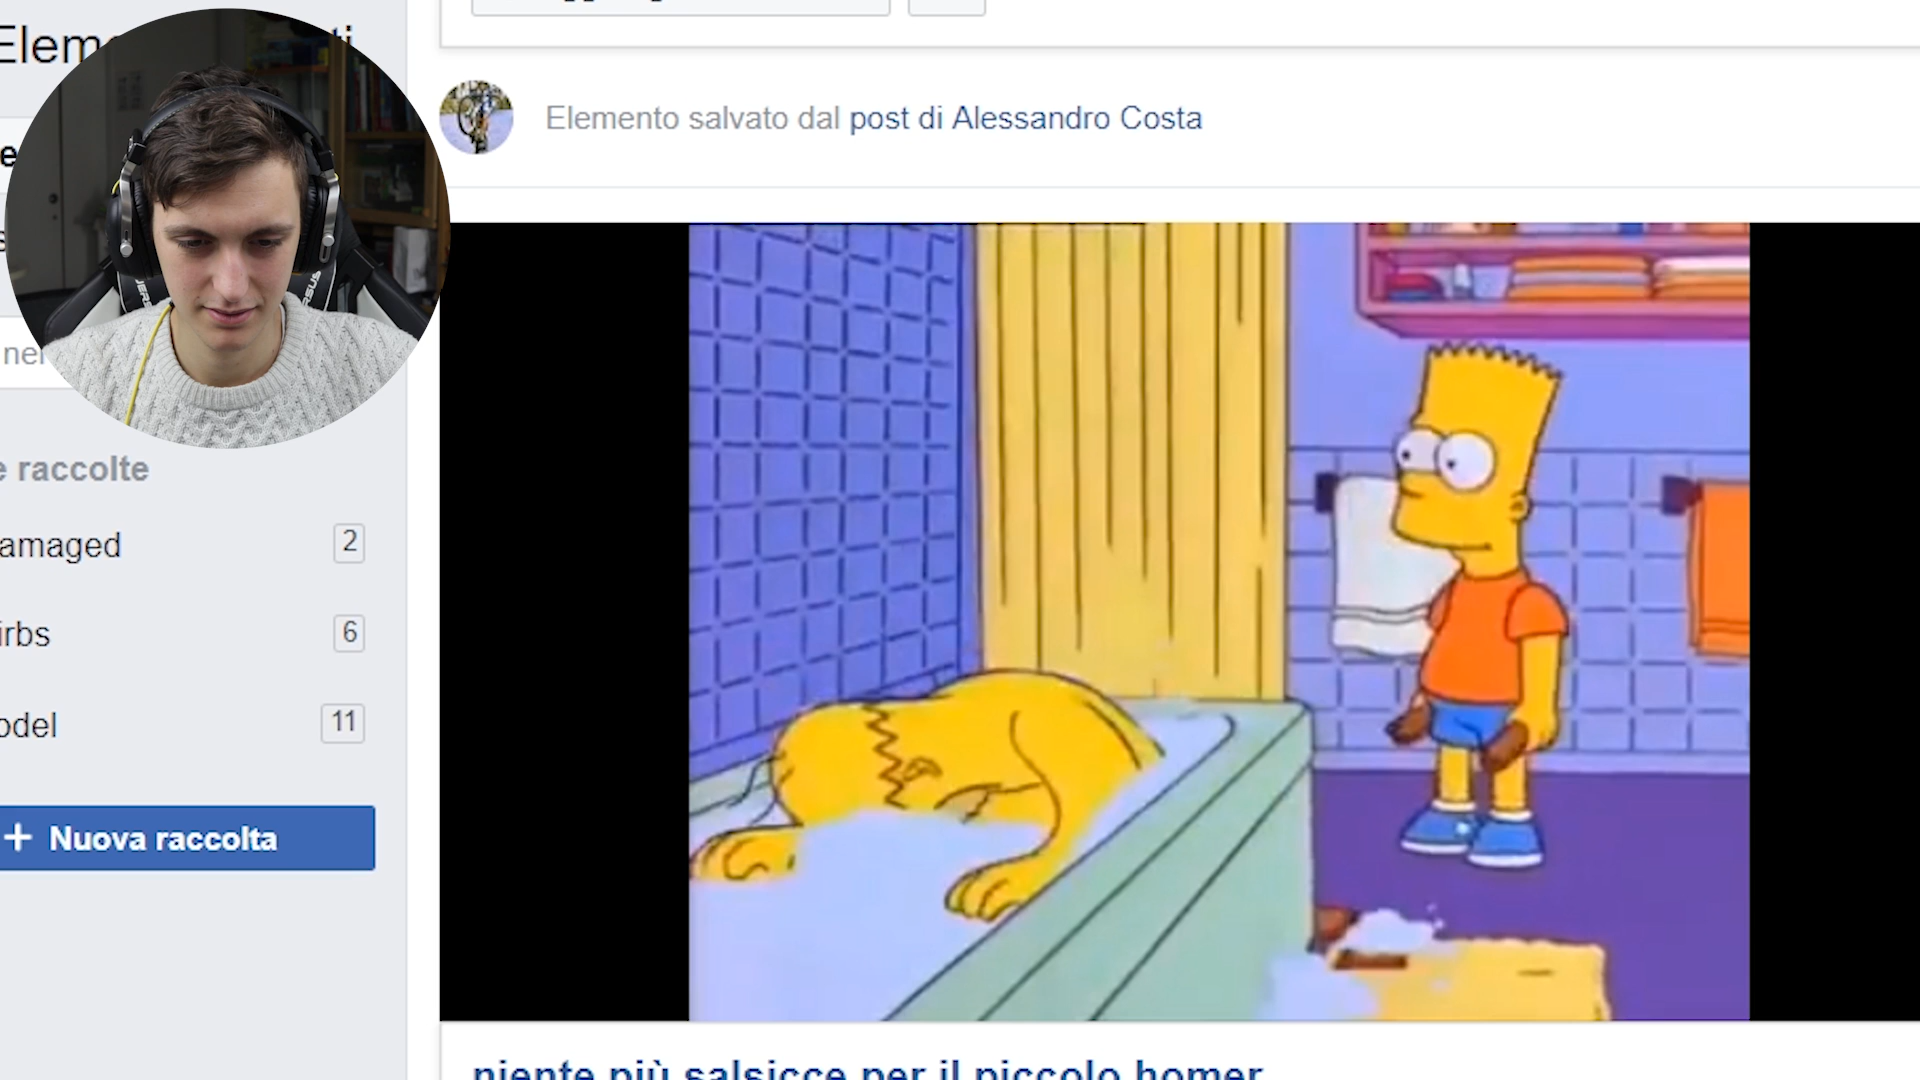 Elemento salvato dal post di Alessandro Costa
e raccolte
amaged 2
irbs 6
odel 11
+ Nuova raccolta
niente più salsicce per il piccolo homer